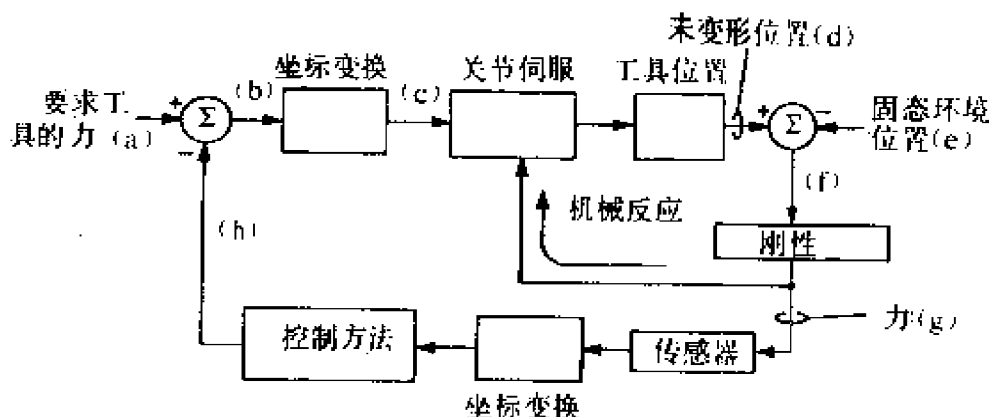 未变形位置(d)
坐标变换
关节伺服
工具位置
要求工
具的力(a)
+
Σ
−
(b)
(c)
+
Σ
−
固态环境
位置(e)
(f)
机械反应
刚性
(h)
力(g)
控制方法
传感器
坐标变换